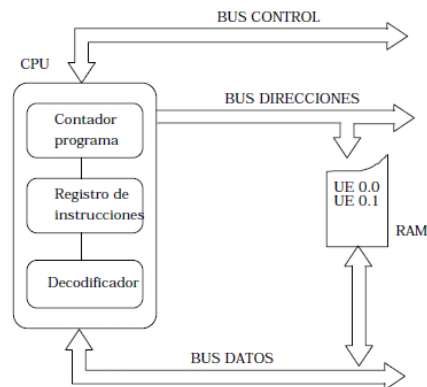 BUS CONTROL
CPU
BUS DIRECCIONES
Contador
programa
UE 0.0
UE 0.1
Registro de
instrucciones
RAM
Decodificador
BUS DATOS